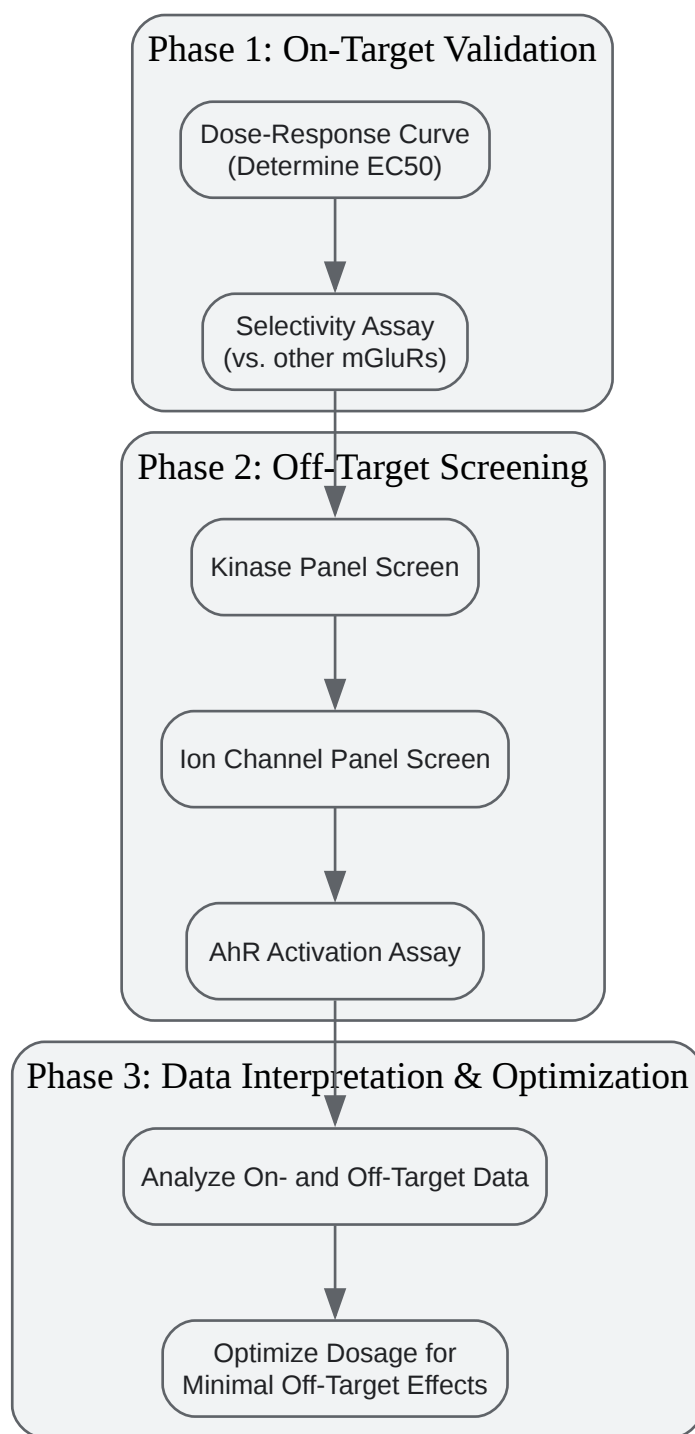 Phase 1: On-Target Validation
Dose-Response Curve
(Determine EC50)
Selectivity Assay
(vs. other mGluRs)
Phase 2: Off-Target Screening
Kinase Panel Screen
Ion Channel Panel Screen
AhR Activation Assay
Phase 3: Data Interpretation & Optimization
Analyze On- and Off-Target Data
Optimize Dosage for
Minimal Off-Target Effects